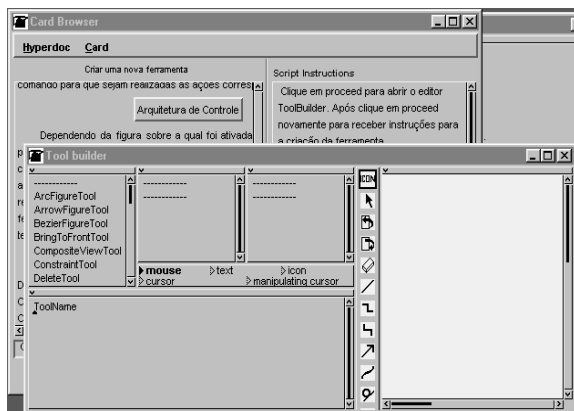 Card Browser
Hyperdoc Card
Criar uma nova ferramenta
comando para que sejam realizadas as ações corres
Arquitetura de Controle
Dependendo da figura sobre a qual foi ativada
Script Instructions
Clique em proceed para abrir o editor
ToolBuilder. Após clique em proceed
novamente para receber instruções para
a criação da ferramenta
Tool builder
------------
ArcFigureTool
ArrowFigureTool
BezierFigureTool
BringToFrontTool
CompositeViewTool
ConstraintTool
DeleteTool
------------
------------
------------
------------
mouse text icon
cursor manipulating cursor
ToolName
ICON